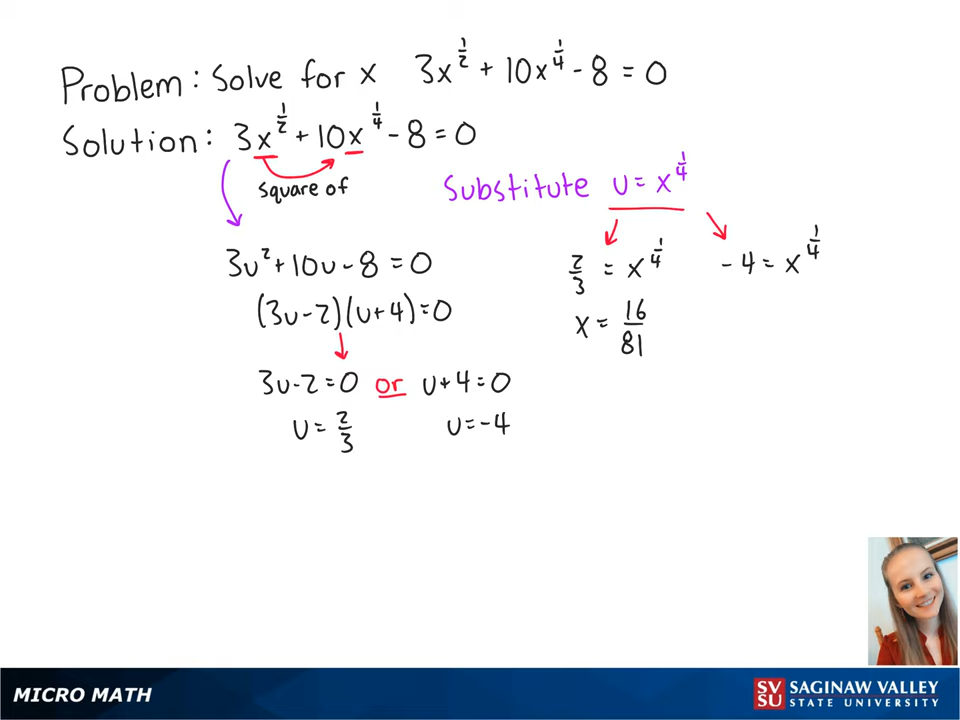 Problem: Solve for x 3x^{1/2} + 10x^{1/4} - 8 = 0
Solution: 3x^{1/2} + 10x^{1/4} - 8 = 0
square of
Substitute u = x^{1/4}
3u² + 10u - 8 = 0
(3u - 2)(u + 4) = 0
3u - 2 = 0 or u + 4 = 0
u = 2/3 u = -4
2/3 = x^{1/4} -4 = x^{1/4}
x = 16/81
MICRO MATH
SVSU SAGINAW VALLEY
STATE UNIVERSITY